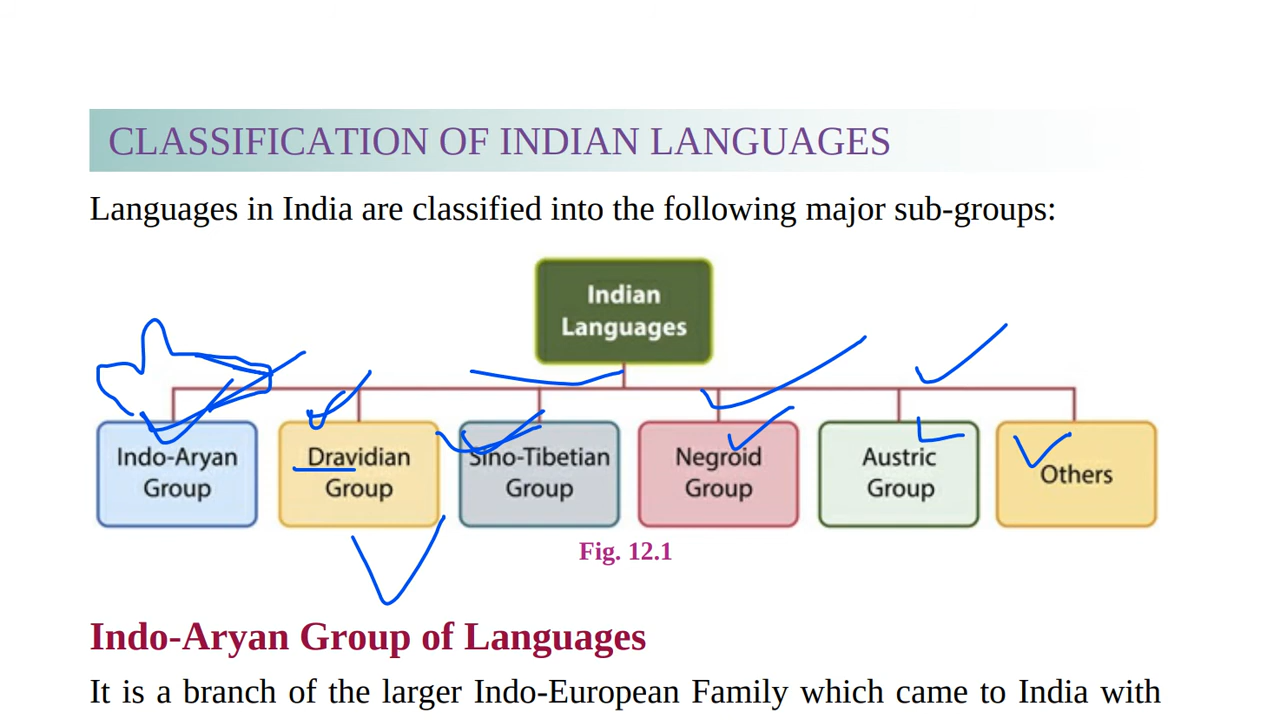 CLASSIFICATION OF INDIAN LANGUAGES
Languages in India are classified into the following major sub-groups:
Indian
Languages
Indo-Aryan
Group
Dravidian
Group
Sino-Tibetian
Group
Negroid
Group
Austric
Group
Others
Fig. 12.1
Indo-Aryan Group of Languages
It is a branch of the larger Indo-European Family which came to India with